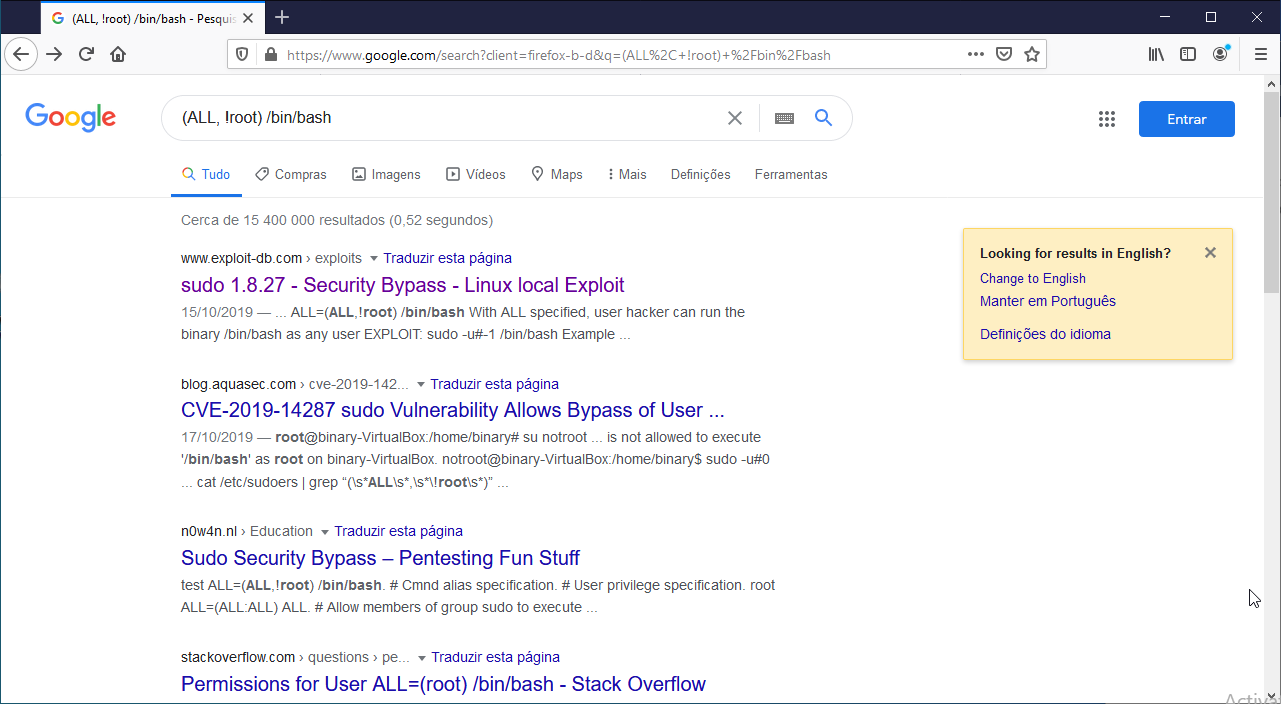 (ALL, !root) /bin/bash - Pesquis
https://www.google.com/search?client=firefox-b-d&q=(ALL%2C+!root)+%2Fbin%2Fbash
Google
(ALL, !root) /bin/bash
Entrar
Tudo Compras Imagens Vídeos Maps Mais Definições Ferramentas
Cerca de 15 400 000 resultados (0,52 segundos)
www.exploit-db.com › exploits Traduzir esta página
sudo 1.8.27 - Security Bypass - Linux local Exploit
15/10/2019 — ... ALL=(ALL,!root) /bin/bash With ALL specified, user hacker can run the
binary /bin/bash as any user EXPLOIT: sudo -u#-1 /bin/bash Example ...
blog.aquasec.com › cve-2019-142... Traduzir esta página
CVE-2019-14287 sudo Vulnerability Allows Bypass of User ...
17/10/2019 — root@binary-VirtualBox:/home/binary# su notroot ... is not allowed to execute
'/bin/bash' as root on binary-VirtualBox. notroot@binary-VirtualBox:/home/binary$ sudo -u#0
... cat /etc/sudoers | grep “(\s*ALL\s*,\s*\!root\s*)” ...
n0w4n.nl › Education Traduzir esta página
Sudo Security Bypass – Pentesting Fun Stuff
test ALL=(ALL,!root) /bin/bash. # Cmnd alias specification. # User privilege specification. root
ALL=(ALL:ALL) ALL. # Allow members of group sudo to execute ...
stackoverflow.com › questions › pe... Traduzir esta página
Permissions for User ALL=(root) /bin/bash - Stack Overflow
Looking for results in English?
Change to English
Manter em Português
Definições do idioma